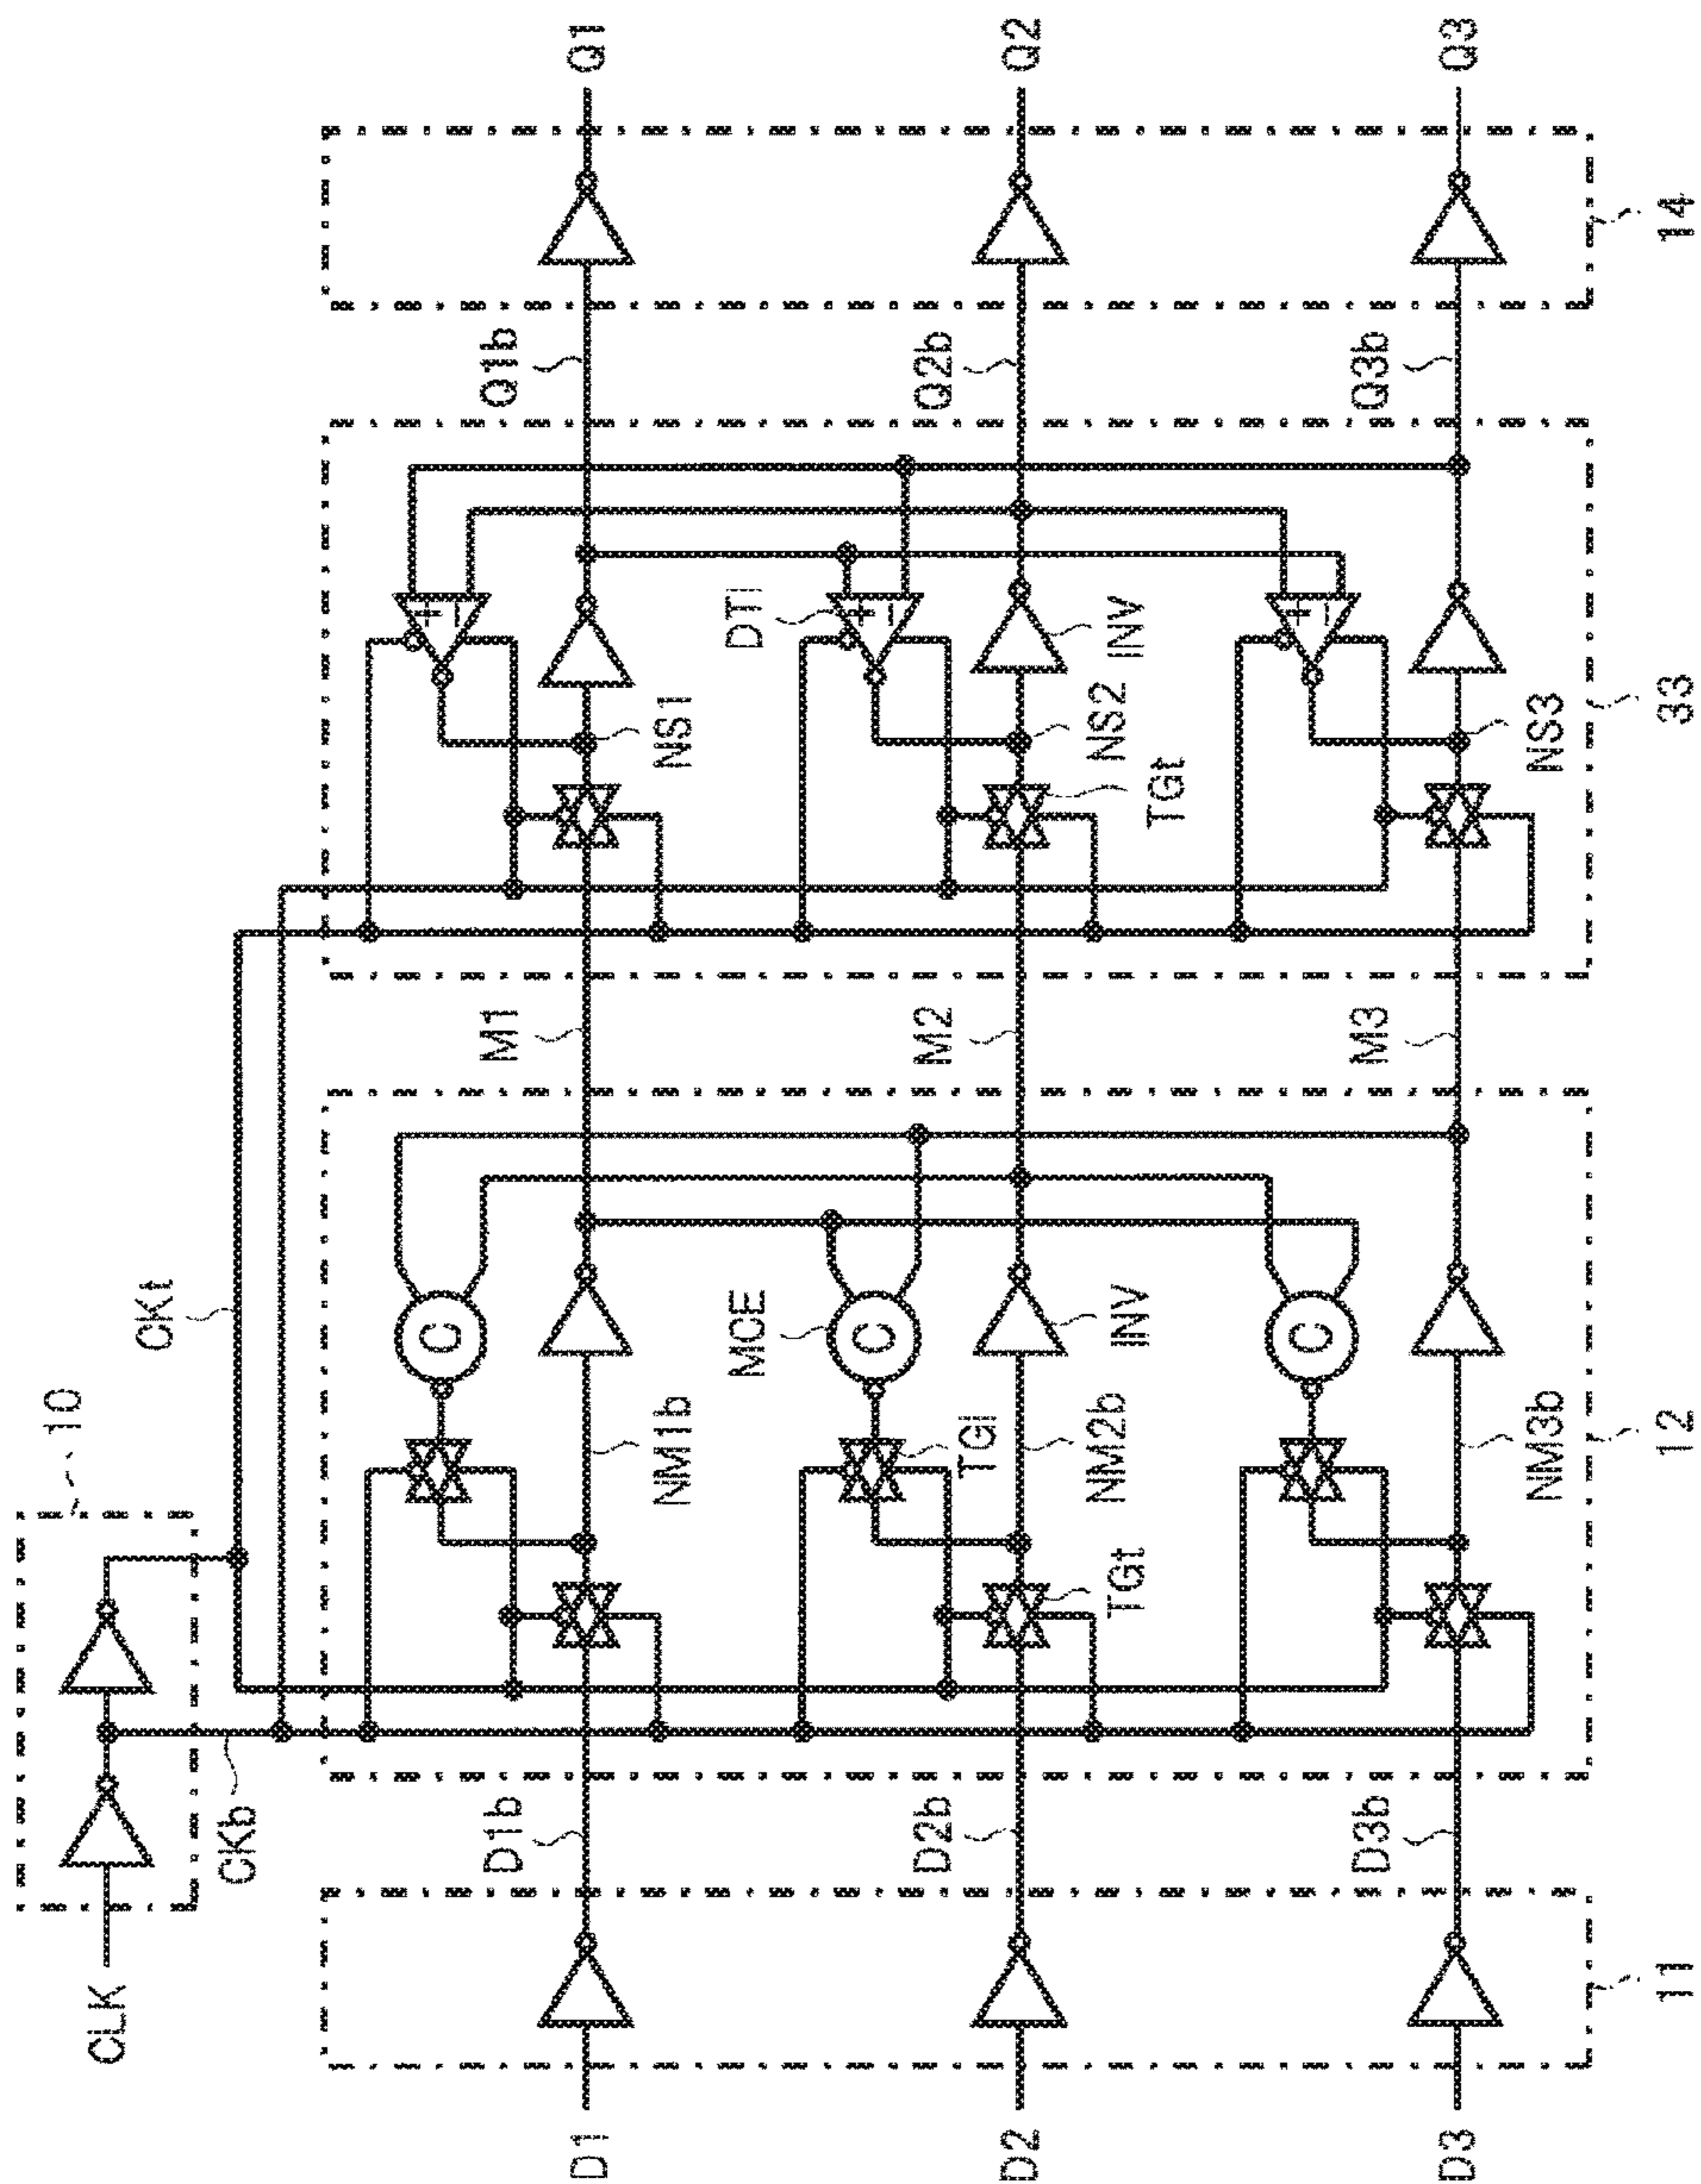 CLK
10
CKb
CKt
D1
D1b
NM1b
M1
NS1
Q1b
Q1
D2
D2b
TGt
TGl
NM2b
C
C
C
MCE
INV
M2
TGt
NS2
DTI
INV
Q2b
Q2
D3
D3b
NM3b
M3
NS3
Q3b
Q3
+
−
+
−
+
−
11
12
33
14